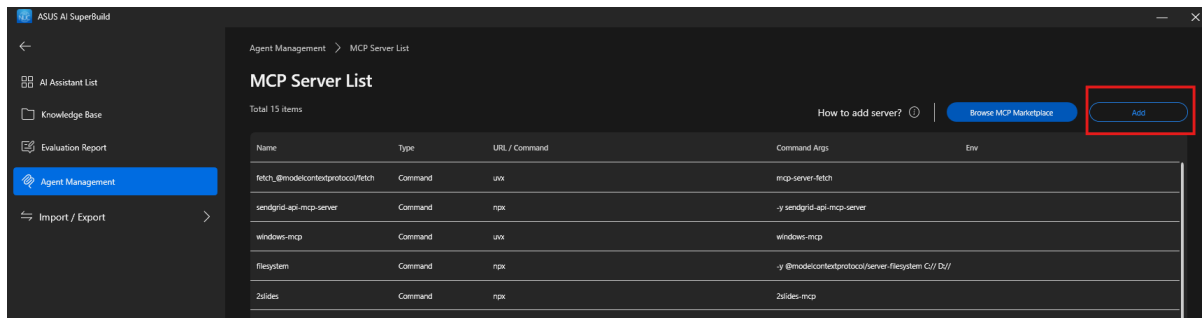 ASUS AI SuperBuild
AI Assistant List
Knowledge Base
Evaluation Report
Agent Management
Import / Export
Agent Management > MCP Server List
MCP Server List
Total 15 items
How to add server?
Browse MCP Marketplace
Add
Name Type URL / Command Command Args Env
fetch_@modelcontextprotocol/fetch Command uvx mcp-server-fetch
sendgrid-api-mcp-server Command npx -y sendgrid-api-mcp-server
windows-mcp Command uvx windows-mcp
filesystem Command npx -y @modelcontextprotocol/server-filesystem C:// D://
2slides Command npx 2slides-mcp